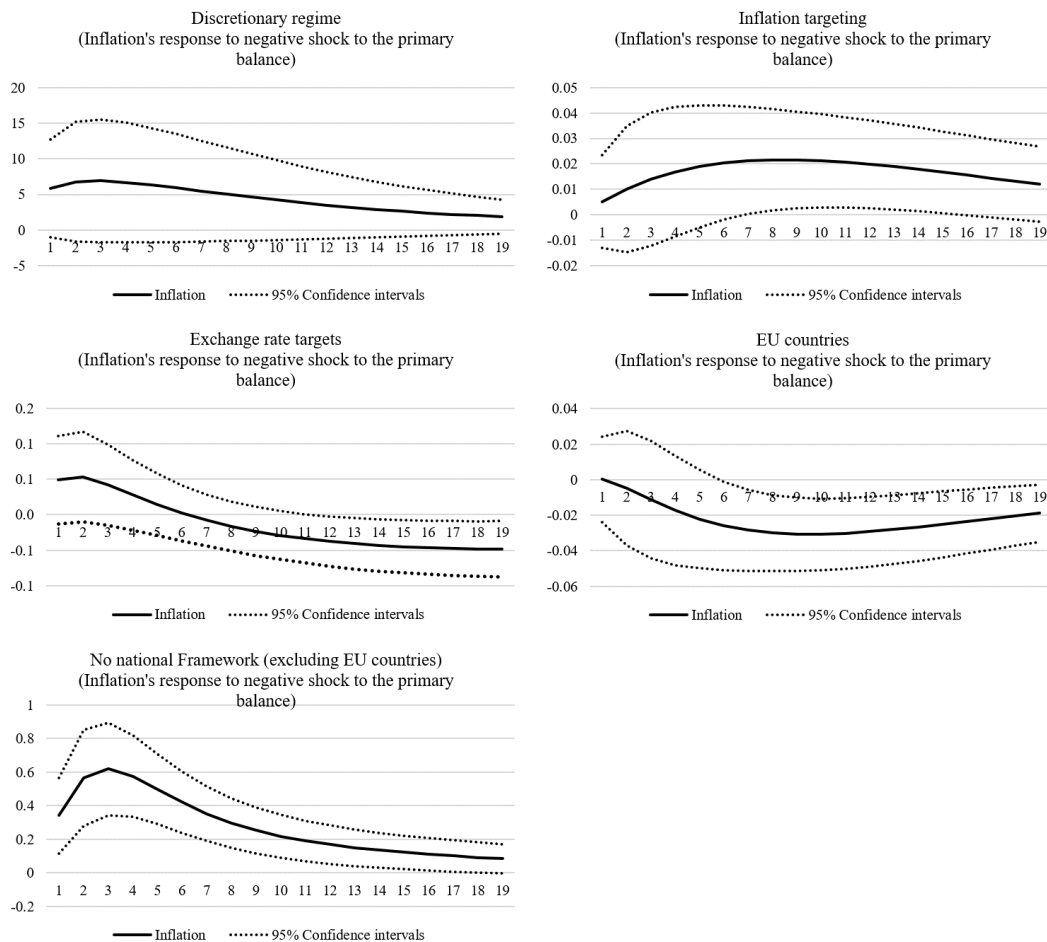 Discretionary regime
(Inflation's response to negative shock to the primary
balance)
20
15
10
5
0
-5
1 2 3 4 5 6 7 8 9 10 11 12 13 14 15 16 17 18 19
Inflation 95% Confidence intervals
Inflation targeting
(Inflation's response to negative shock to the primary
balance)
0.05
0.04
0.03
0.02
0.01
0
-0.01
-0.02
1 2 3 4 5 6 7 8 9 10 11 12 13 14 15 16 17 18 19
Inflation 95% Confidence intervals
Exchange rate targets
(Inflation's response to negative shock to the primary
balance)
0.2
0.1
0.1
0.0
-0.1
-0.1
1 2 3 4 5 6 7 8 9 10 11 12 13 14 15 16 17 18 19
Inflation 95% Confidence intervals
EU countries
(Inflation's response to negative shock to the primary
balance)
0.04
0.02
0
-0.02
-0.04
-0.06
1 2 3 4 5 6 7 8 9 10 11 12 13 14 15 16 17 18 19
Inflation 95% Confidence intervals
No national Framework (excluding EU countries)
(Inflation's response to negative shock to the primary
balance)
1
0.8
0.6
0.4
0.2
0
-0.2
1 2 3 4 5 6 7 8 9 10 11 12 13 14 15 16 17 18 19
Inflation 95% Confidence intervals